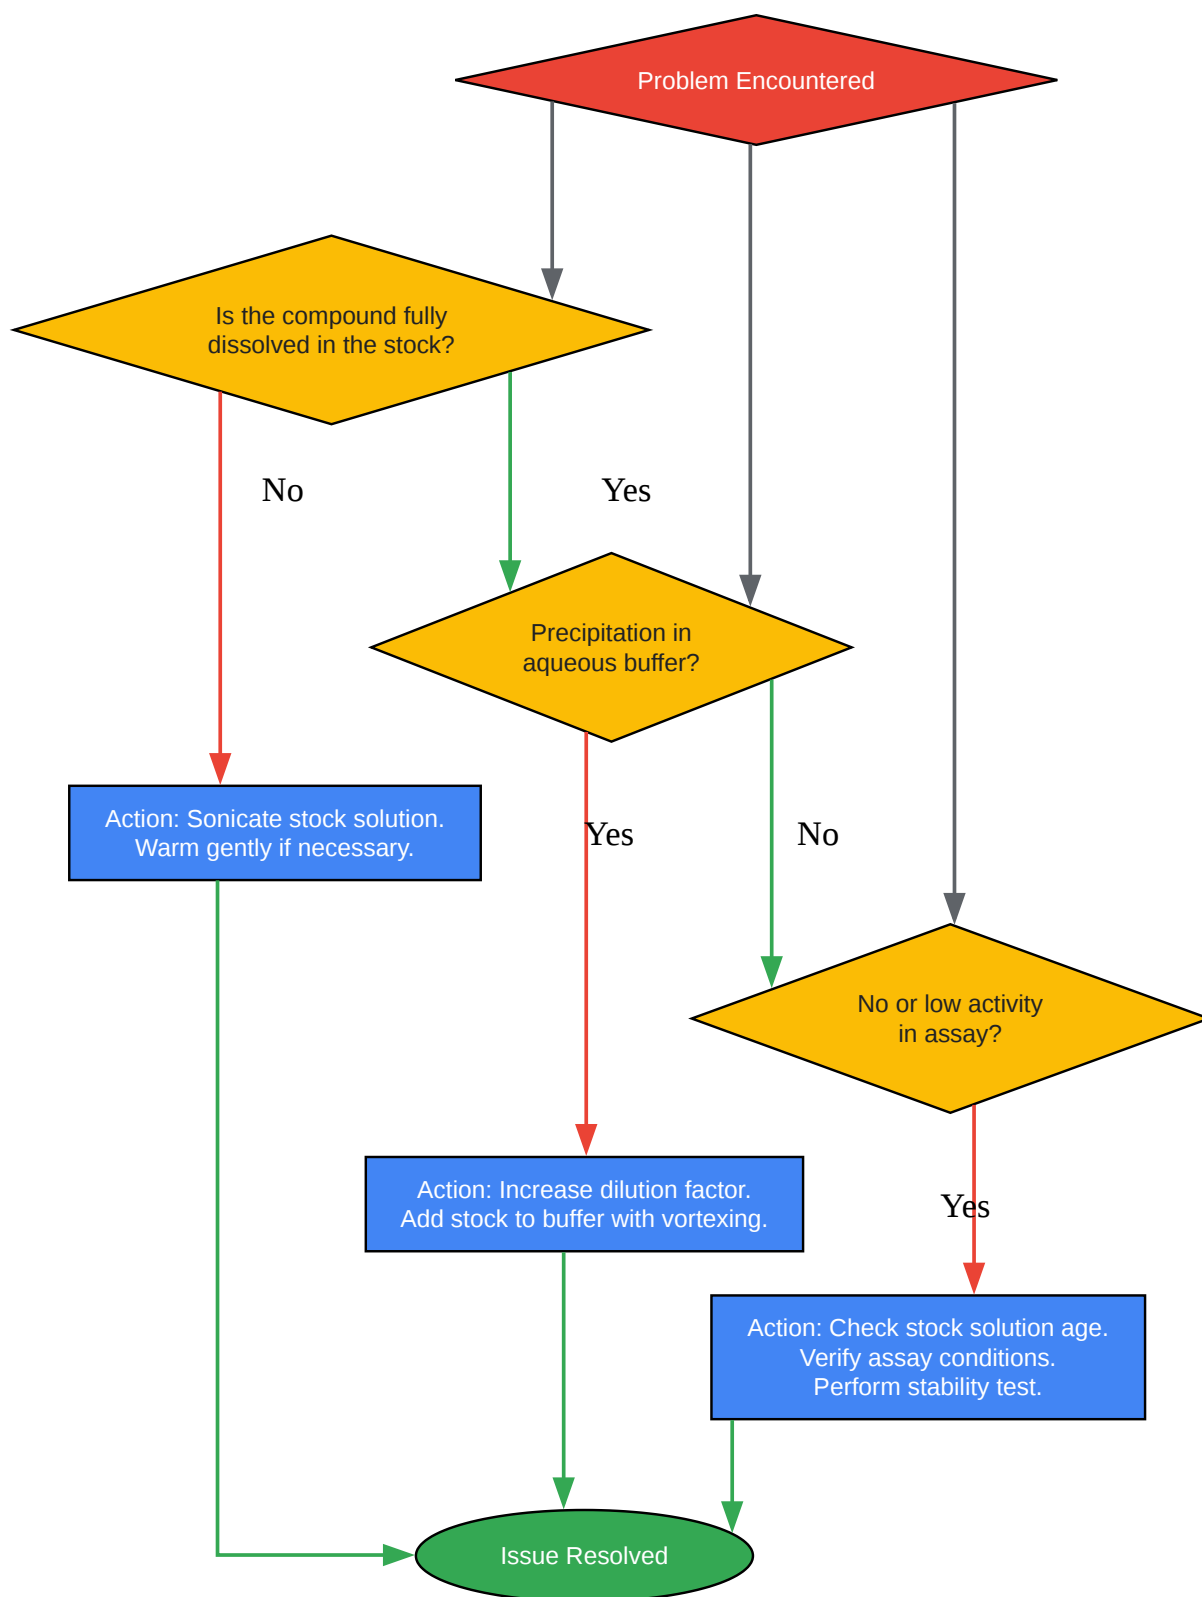 Problem Encountered
Is the compound fully
dissolved in the stock?
No
Yes
Precipitation in
aqueous buffer?
Action: Sonicate stock solution.
Warm gently if necessary.
Yes
No
No or low activity
in assay?
Action: Increase dilution factor.
Add stock to buffer with vortexing.
Yes
Action: Check stock solution age.
Verify assay conditions.
Perform stability test.
Issue Resolved